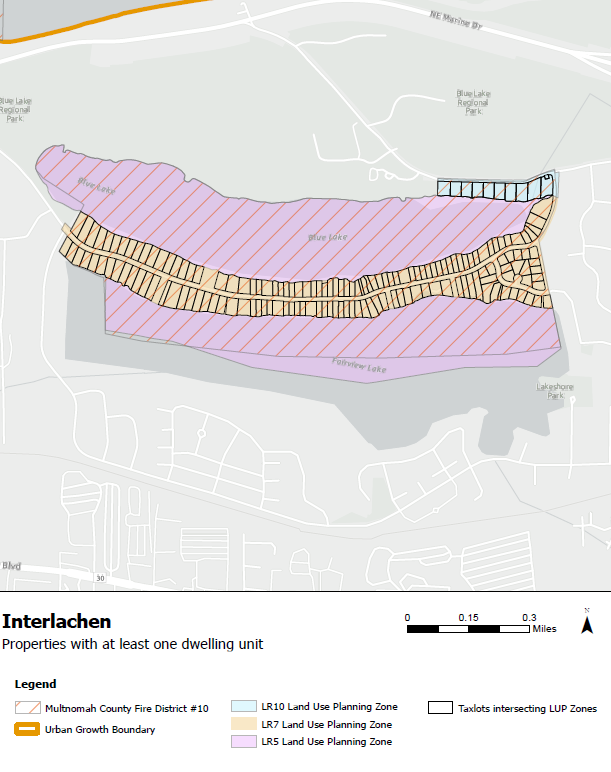 NE Marine Dr
Blue Lake
Regional
Park
Blue Lake
Regional
Park
Blue Lake
Blue Lake
Fairview Lake
Lakeshore
Park
Blvd
30
Interlachen
Properties with at least one dwelling unit
0 0.15 0.3
Miles
N
Legend
Multnomah County Fire District #10
Urban Growth Boundary
LR10 Land Use Planning Zone
LR7 Land Use Planning Zone
LR5 Land Use Planning Zone
Taxlots intersecting LUP Zones